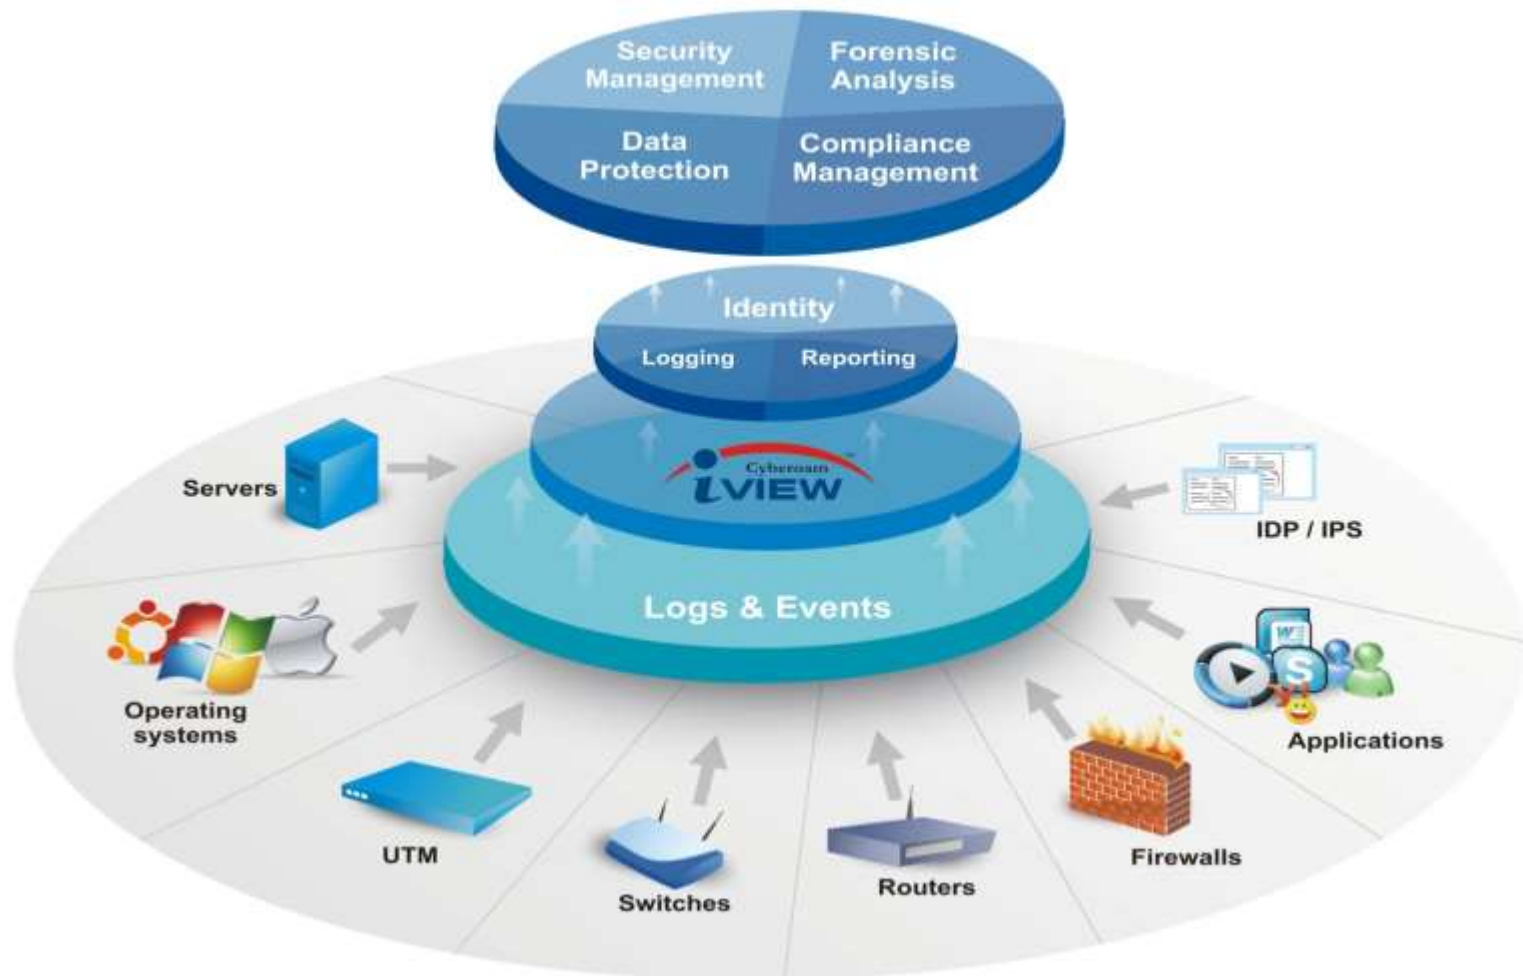 Security
Management
Forensic
Analysis
Data
Protection
Compliance
Management
Identity
Logging
Reporting
Cyberoam
iVIEW
™
Logs & Events
Servers
Operating
systems
UTM
Switches
Routers
Firewalls
Applications
IDP / IPS
W
S